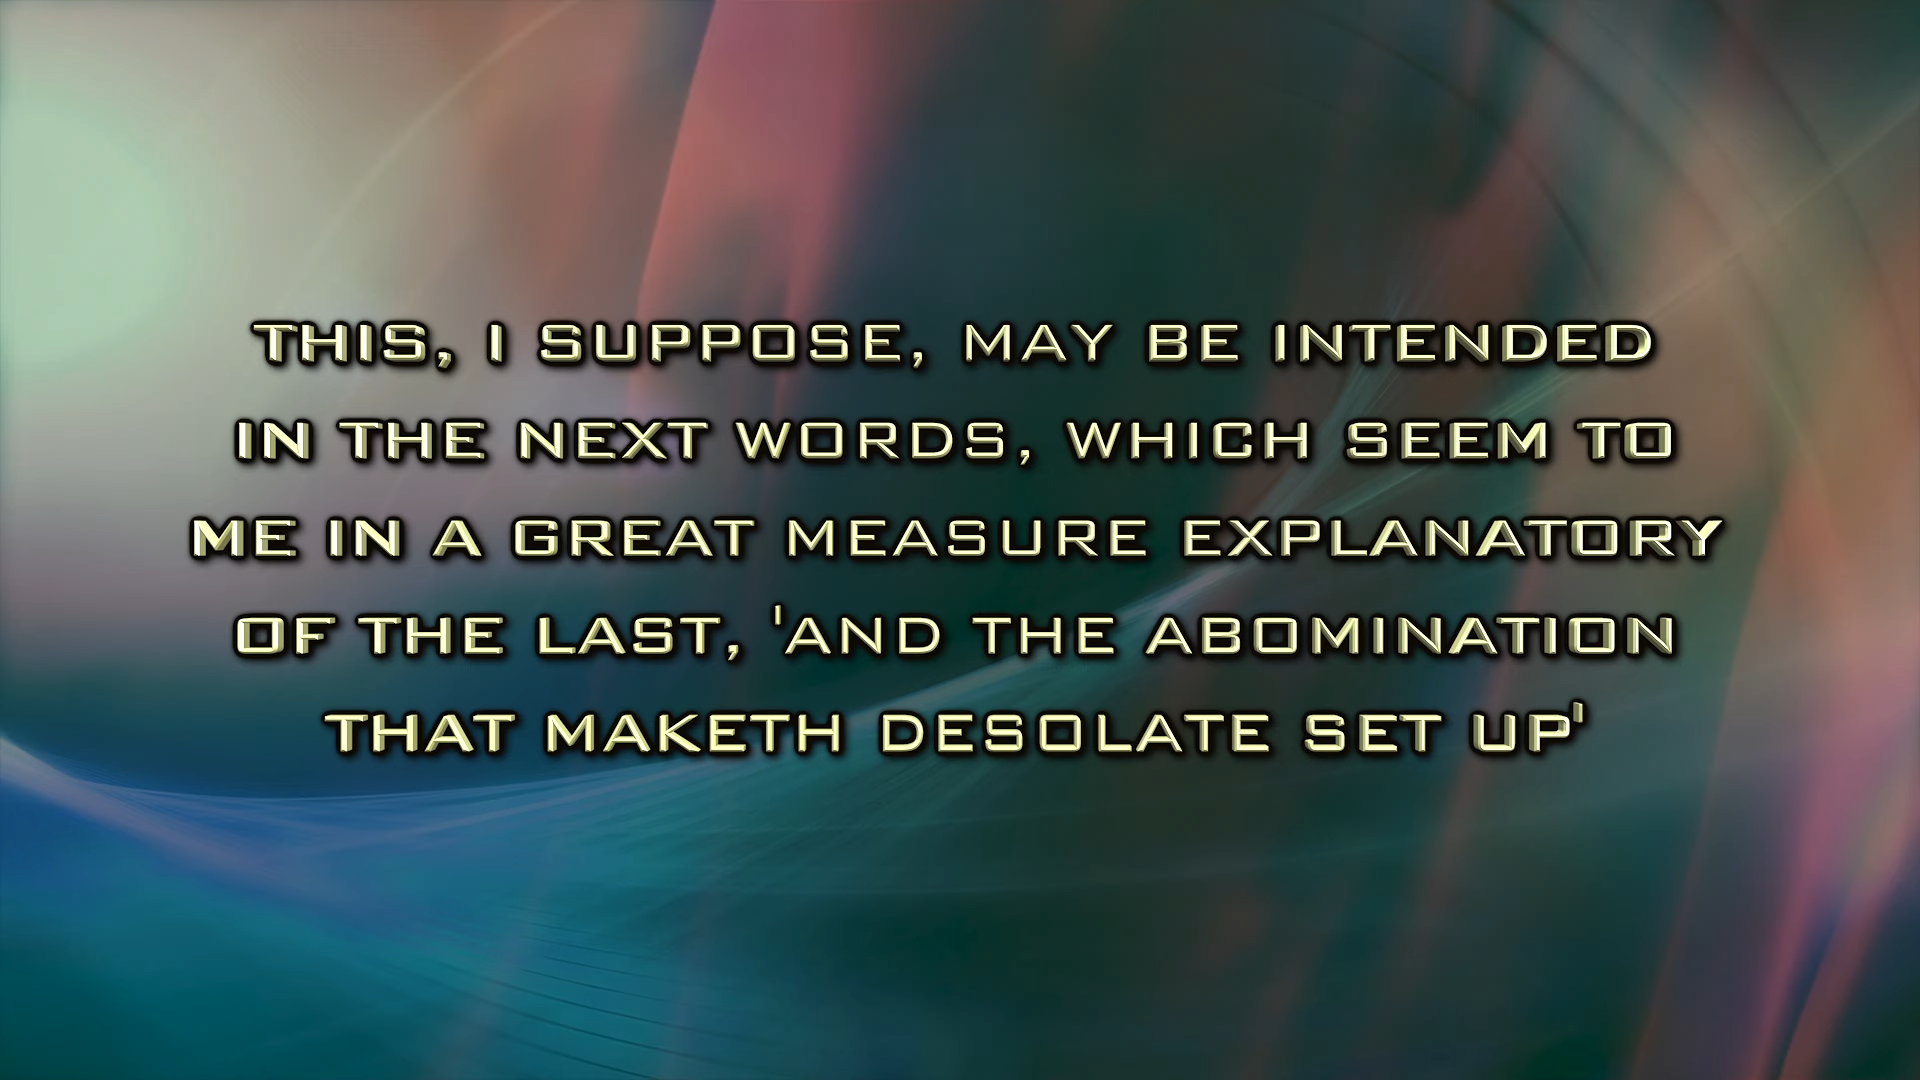 THIS, I SUPPOSE, MAY BE INTENDED
IN THE NEXT WORDS, WHICH SEEM TO
ME IN A GREAT MEASURE EXPLANATORY
OF THE LAST, 'AND THE ABOMINATION
THAT MAKETH DESOLATE SET UP'